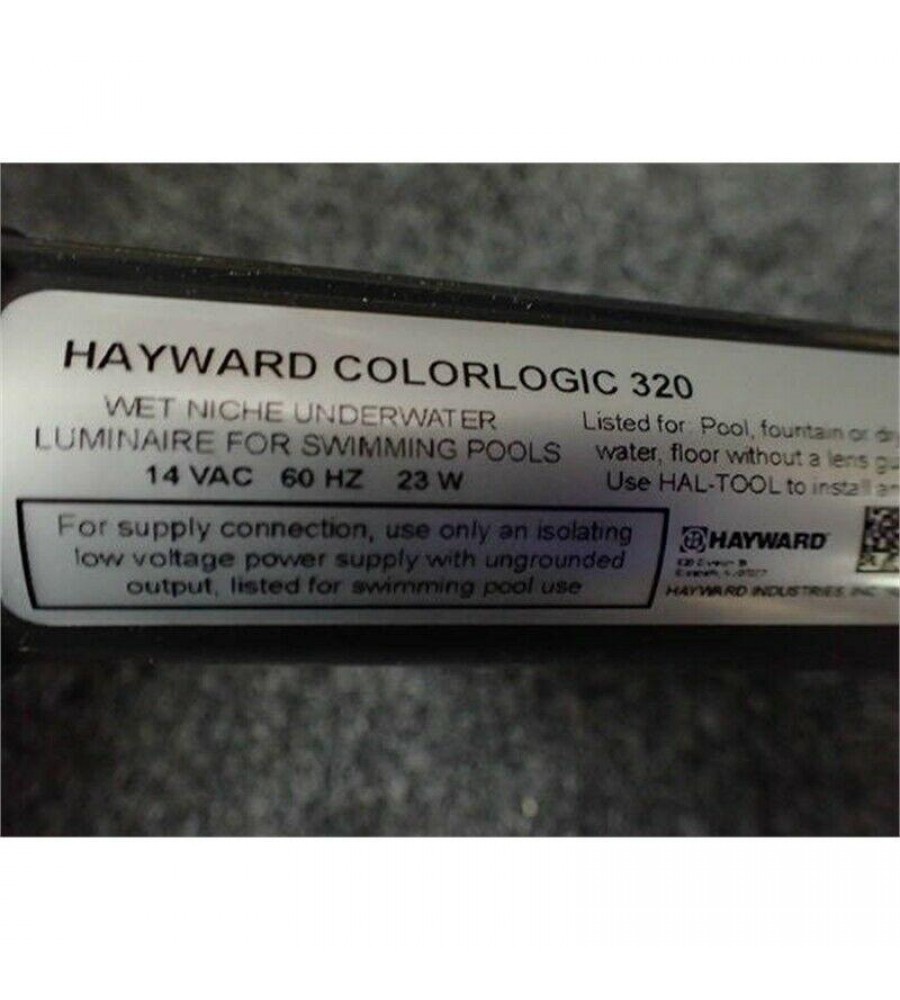 HAYWARD COLORLOGIC 320
WET NICHE UNDERWATER
LUMINAIRE FOR SWIMMING POOLS
14 VAC 60 HZ 23 W
For supply connection, use only an isolating
low voltage power supply with ungrounded
output, listed for swimming pool use
Listed for Pool, fountain or
water, floor without a lens
Use HAL-TOOL to install
HAYWARD
HAYWARD INDUSTRIES, INC